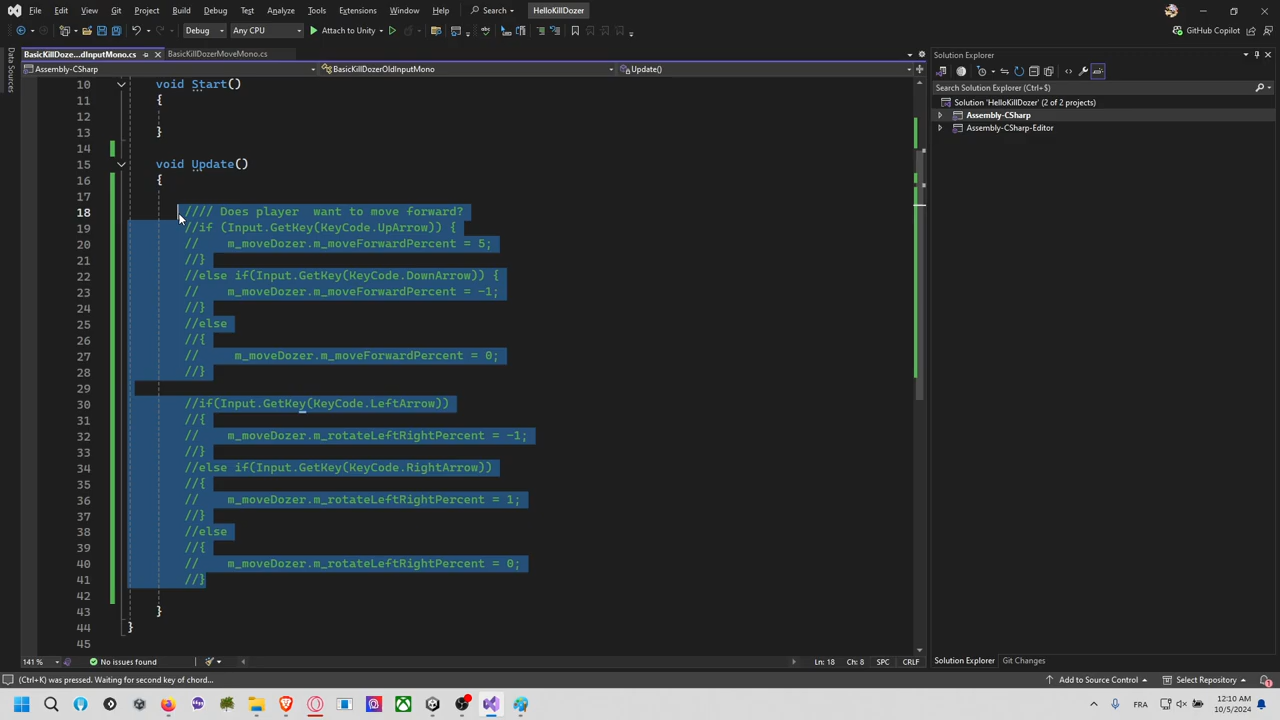 File Edit View Git Project Build Debug Test Analyze Tools Extensions Window Help Search HelloKillDozer
Debug Any CPU Attach to Unity GitHub Copilot
Data Sources
BasicKillDoze...dInputMono.cs BasicKillDozerMoveMono.cs
Assembly-CSharp BasicKillDozerOldInputMono Update()
10 void Start()
11 {
12
13 }
14
15 void Update()
16 {
17
18 //// Does player  want to move forward?
19 //if (Input.GetKey(KeyCode.UpArrow)) {
20 //    m_moveDozer.m_moveForwardPercent = 5;
21 //}
22 //else if(Input.GetKey(KeyCode.DownArrow)) {
23 //    m_moveDozer.m_moveForwardPercent = -1;
24 //}
25 //else
26 //{
27 //     m_moveDozer.m_moveForwardPercent = 0;
28 //}
29
30 //if(Input.GetKey(KeyCode.LeftArrow))
31 //{
32 //    m_moveDozer.m_rotateLeftRightPercent = -1;
33 //}
34 //else if(Input.GetKey(KeyCode.RightArrow))
35 //{
36 //    m_moveDozer.m_rotateLeftRightPercent = 1;
37 //}
38 //else
39 //{
40 //    m_moveDozer.m_rotateLeftRightPercent = 0;
41 //}
42
43 }
44 }
45
141 % No issues found Ln: 18 Ch: 8 SPC CRLF
Solution Explorer
Search Solution Explorer (Ctrl+$)
Solution 'HelloKillDozer' (2 of 2 projects)
Assembly-CSharp
Assembly-CSharp-Editor
Solution Explorer Git Changes
(Ctrl+K) was pressed. Waiting for second key of chord... Add to Source Control Select Repository
FRA 12:10 AM
10/5/2024